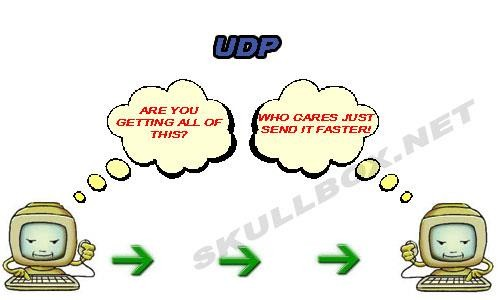 UDP
ARE YOU
GETTING ALL OF
THIS?
WHO CARES JUST
SEND IT FASTER!
SKULLBOX.NET